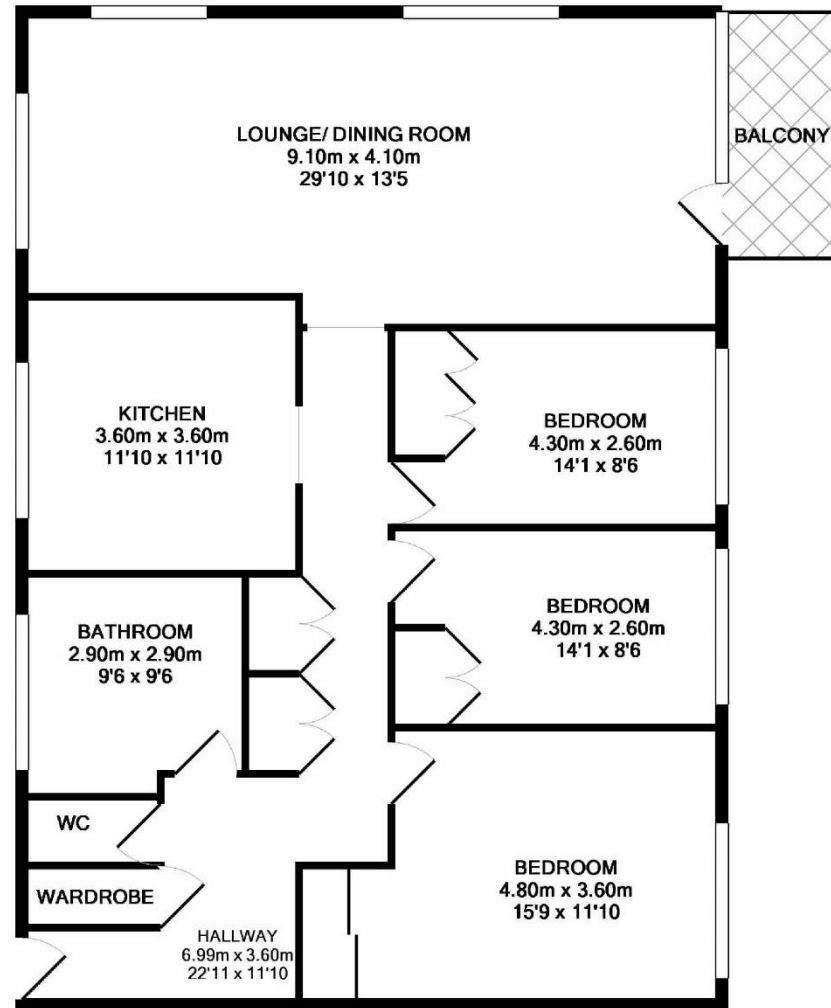 LOUNGE/ DINING ROOM
9.10m x 4.10m
29'10 x 13'5
BALCONY
KITCHEN
3.60m x 3.60m
11'10 x 11'10
BEDROOM
4.30m x 2.60m
14'1 x 8'6
BATHROOM
2.90m x 2.90m
9'6 x 9'6
BEDROOM
4.30m x 2.60m
14'1 x 8'6
WC
WARDROBE
BEDROOM
4.80m x 3.60m
15'9 x 11'10
HALLWAY
6.99m x 3.60m
22'11 x 11'10